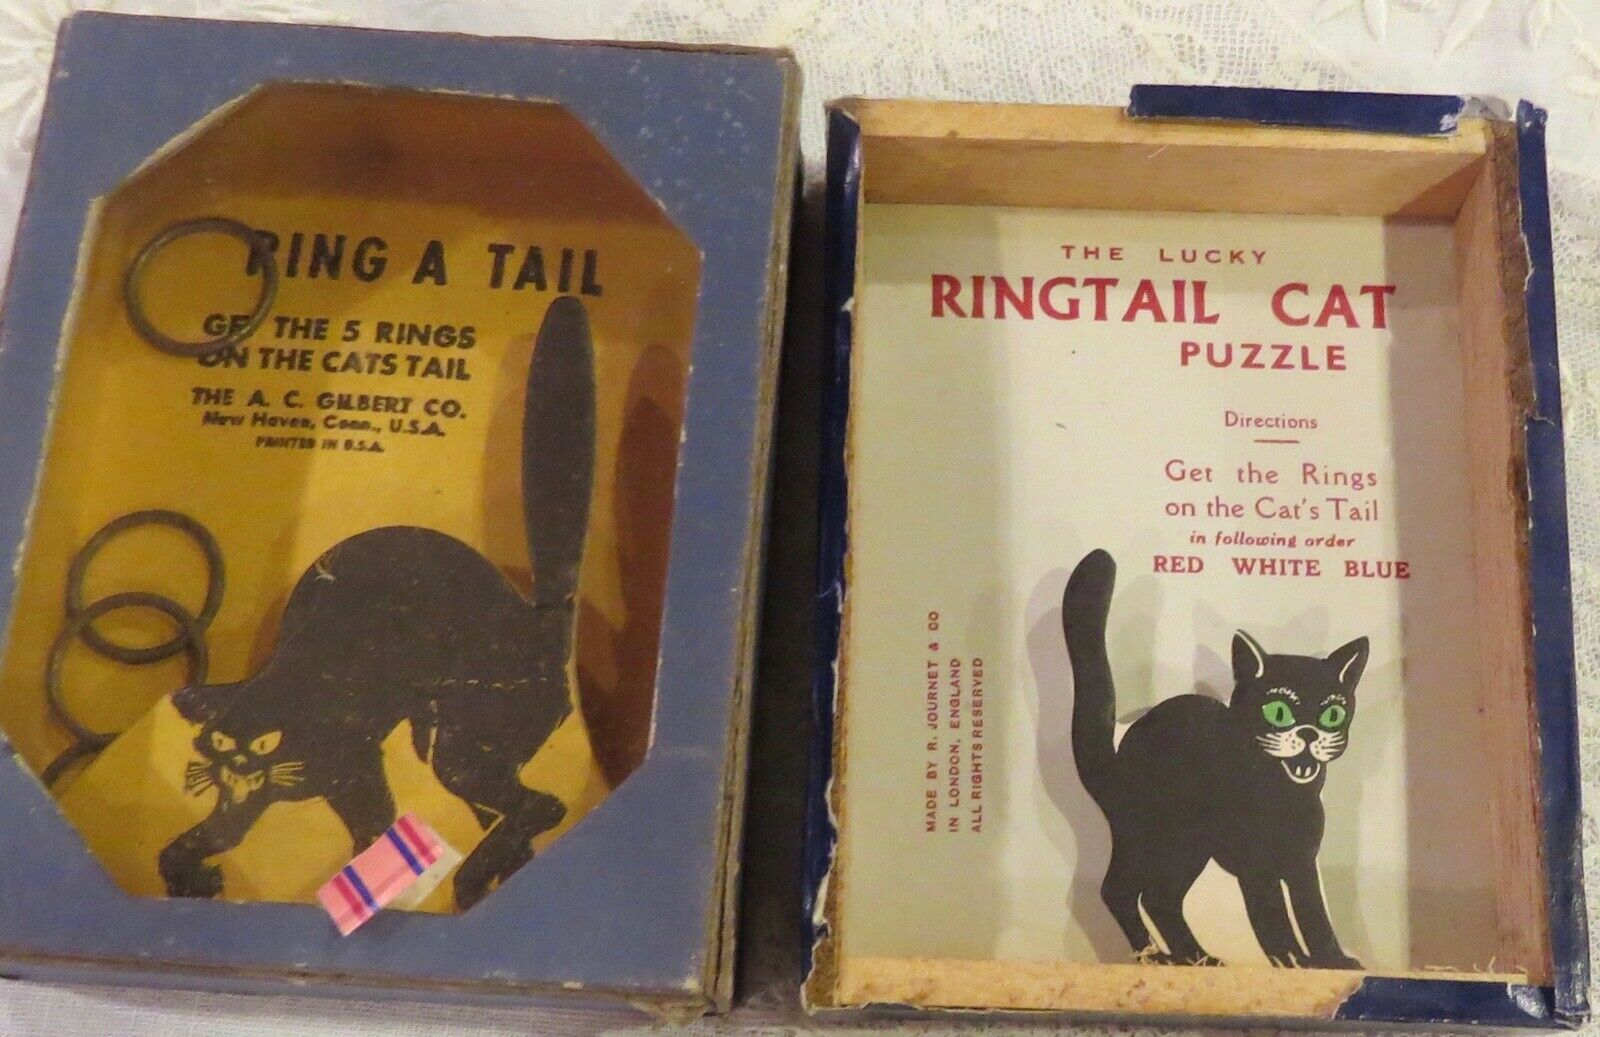 RING A TAIL
GET THE 5 RINGS
ON THE CATS TAIL
THE A. C. GILBERT CO.
New Haven, Conn., U.S.A.
PRINTED IN U.S.A.
THE LUCKY
RINGTAIL CAT
PUZZLE
Directions
Get the Rings
on the Cat's Tail
in following order
RED WHITE BLUE
MADE BY R. JOURNET & CO
IN LONDON, ENGLAND
ALL RIGHTS RESERVED